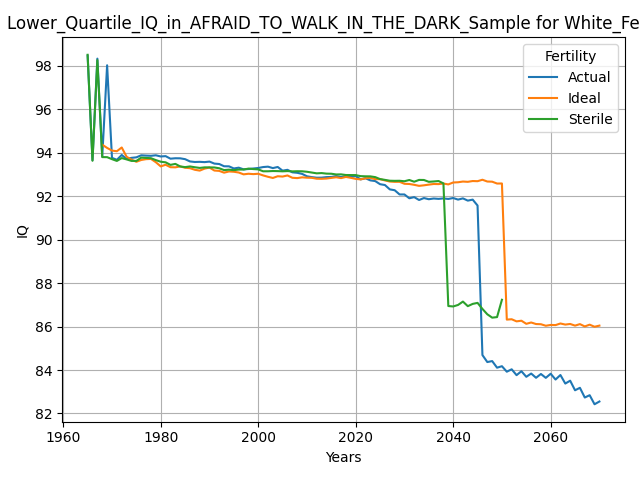 Lower_Quartile_IQ_in_AFRAID_TO_WALK_IN_THE_DARK_Sample for White_Fe
Fertility
Actual
Ideal
Sterile
98
96
94
92
90
88
86
84
82
IQ
1960
1980
2000
2020
2040
2060
Years